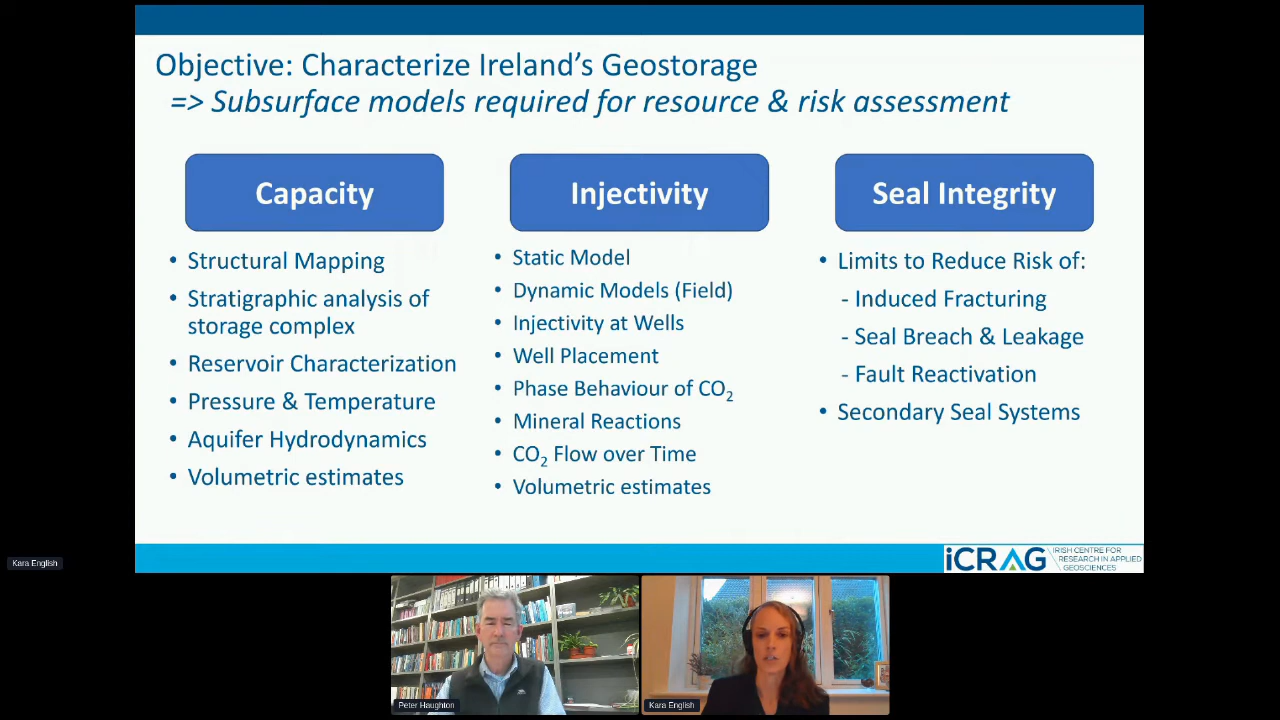 Objective: Characterize Ireland's Geostorage
=> Subsurface models required for resource & risk assessment
Capacity
• Structural Mapping
• Stratigraphic analysis of
storage complex
• Reservoir Characterization
• Pressure & Temperature
• Aquifer Hydrodynamics
• Volumetric estimates
Injectivity
• Static Model
• Dynamic Models (Field)
• Injectivity at Wells
• Well Placement
• Phase Behaviour of CO₂
• Mineral Reactions
• CO₂ Flow over Time
• Volumetric estimates
Seal Integrity
• Limits to Reduce Risk of:
- Induced Fracturing
- Seal Breach & Leakage
- Fault Reactivation
• Secondary Seal Systems
iCRAG
IRISH CENTRE FOR
RESEARCH IN APPLIED
GEOSCIENCES
Kara English
Peter Haughton
Kara English